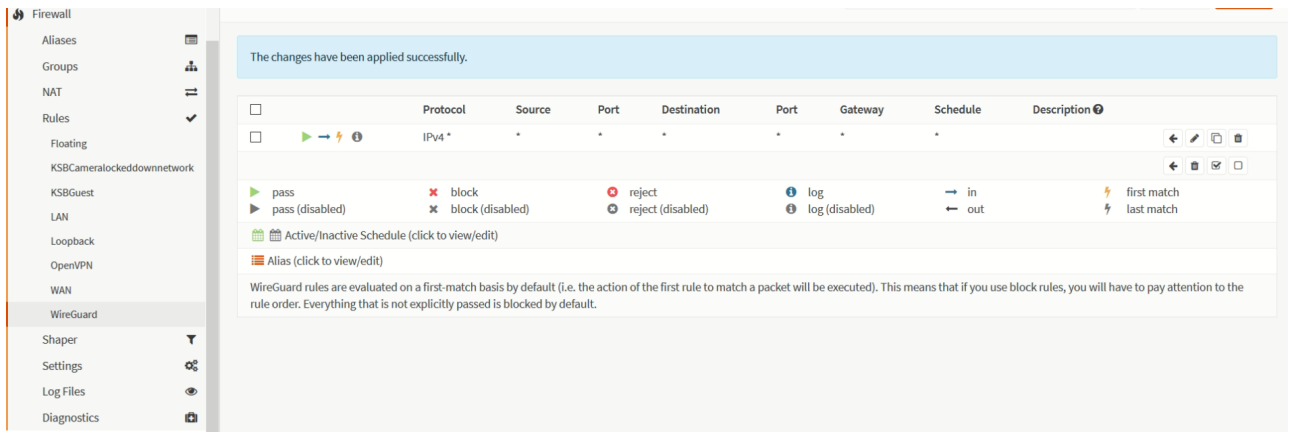 Firewall
Aliases
Groups
NAT
Rules
Floating
KSBCameralockeddownnetwork
KSBGuest
LAN
Loopback
OpenVPN
WAN
WireGuard
Shaper
Settings
Log Files
Diagnostics
The changes have been applied successfully.
Protocol Source Port Destination Port Gateway Schedule Description
IPv4 * * * * * * *
pass block reject log in first match
pass (disabled) block (disabled) reject (disabled) log (disabled) out last match
Active/Inactive Schedule (click to view/edit)
Alias (click to view/edit)
WireGuard rules are evaluated on a first-match basis by default (i.e. the action of the first rule to match a packet will be executed). This means that if you use block rules, you will have to pay attention to the
rule order. Everything that is not explicitly passed is blocked by default.